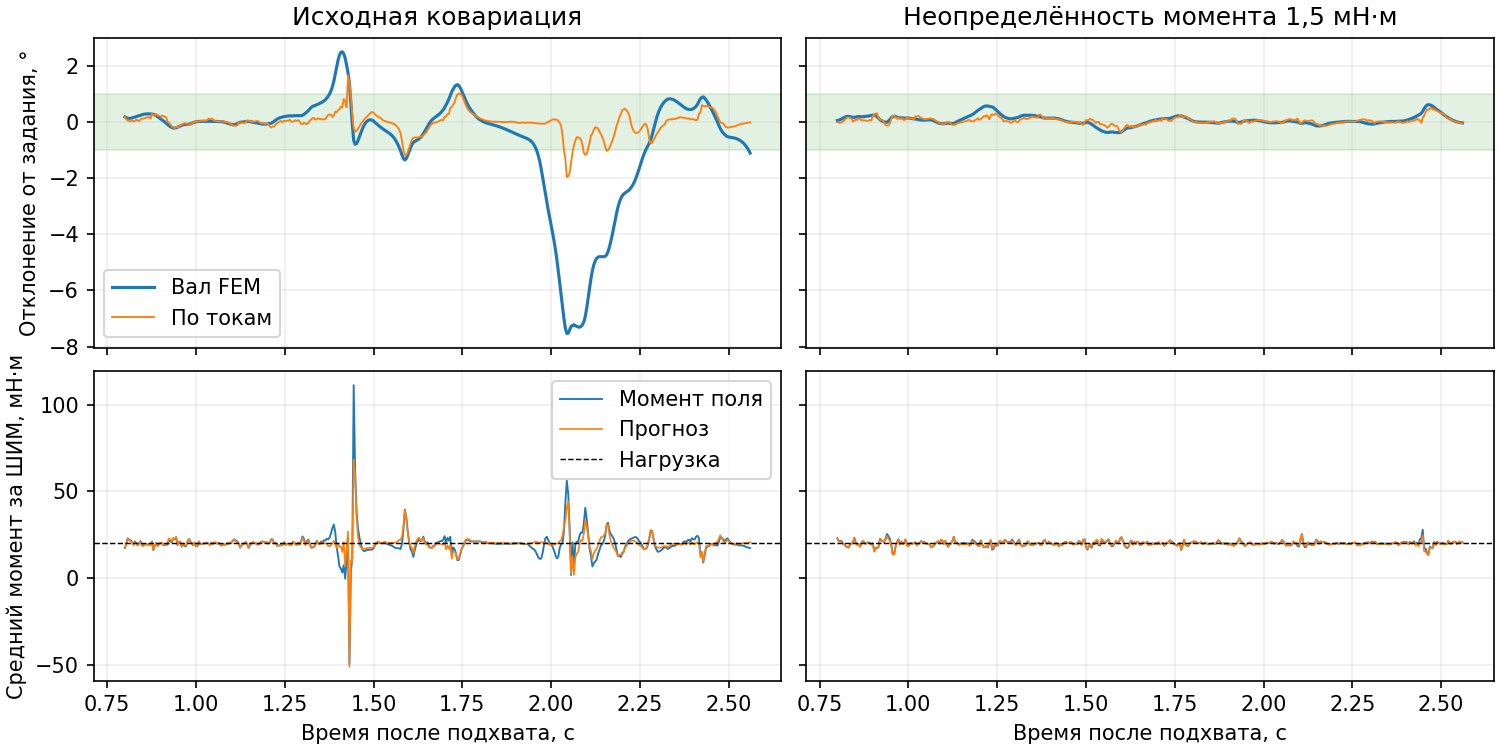 Исходная ковариация
Неопределённость момента 1,5 мН·м
Отклонение от задания, °
2
0
−2
−4
−6
−8
Вал FEM
По токам
Средний момент за ШИМ, мН·м
100
50
0
−50
Момент поля
Прогноз
Нагрузка
0.75 1.00 1.25 1.50 1.75 2.00 2.25 2.50
0.75 1.00 1.25 1.50 1.75 2.00 2.25 2.50
Время после подхвата, с
Время после подхвата, с